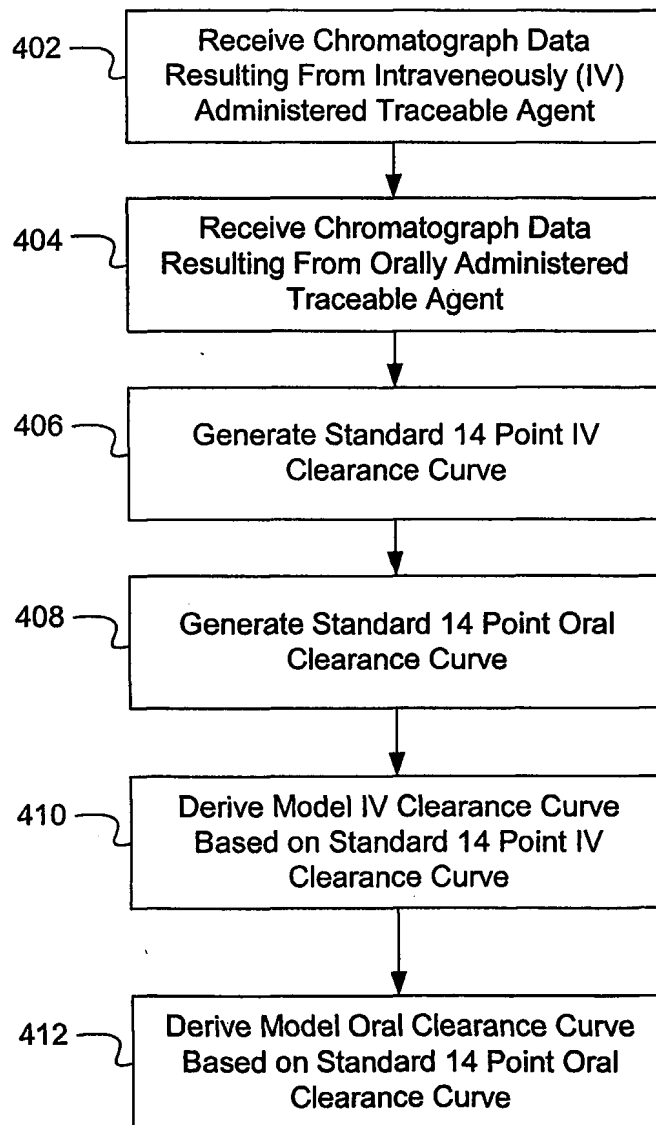 402
Receive Chromatograph Data
Resulting From Intraveneously (IV)
Administered Traceable Agent
404
Receive Chromatograph Data
Resulting From Orally Administered
Traceable Agent
406
Generate Standard 14 Point IV
Clearance Curve
408
Generate Standard 14 Point Oral
Clearance Curve
410
Derive Model IV Clearance Curve
Based on Standard 14 Point IV
Clearance Curve
412
Derive Model Oral Clearance Curve
Based on Standard 14 Point Oral
Clearance Curve